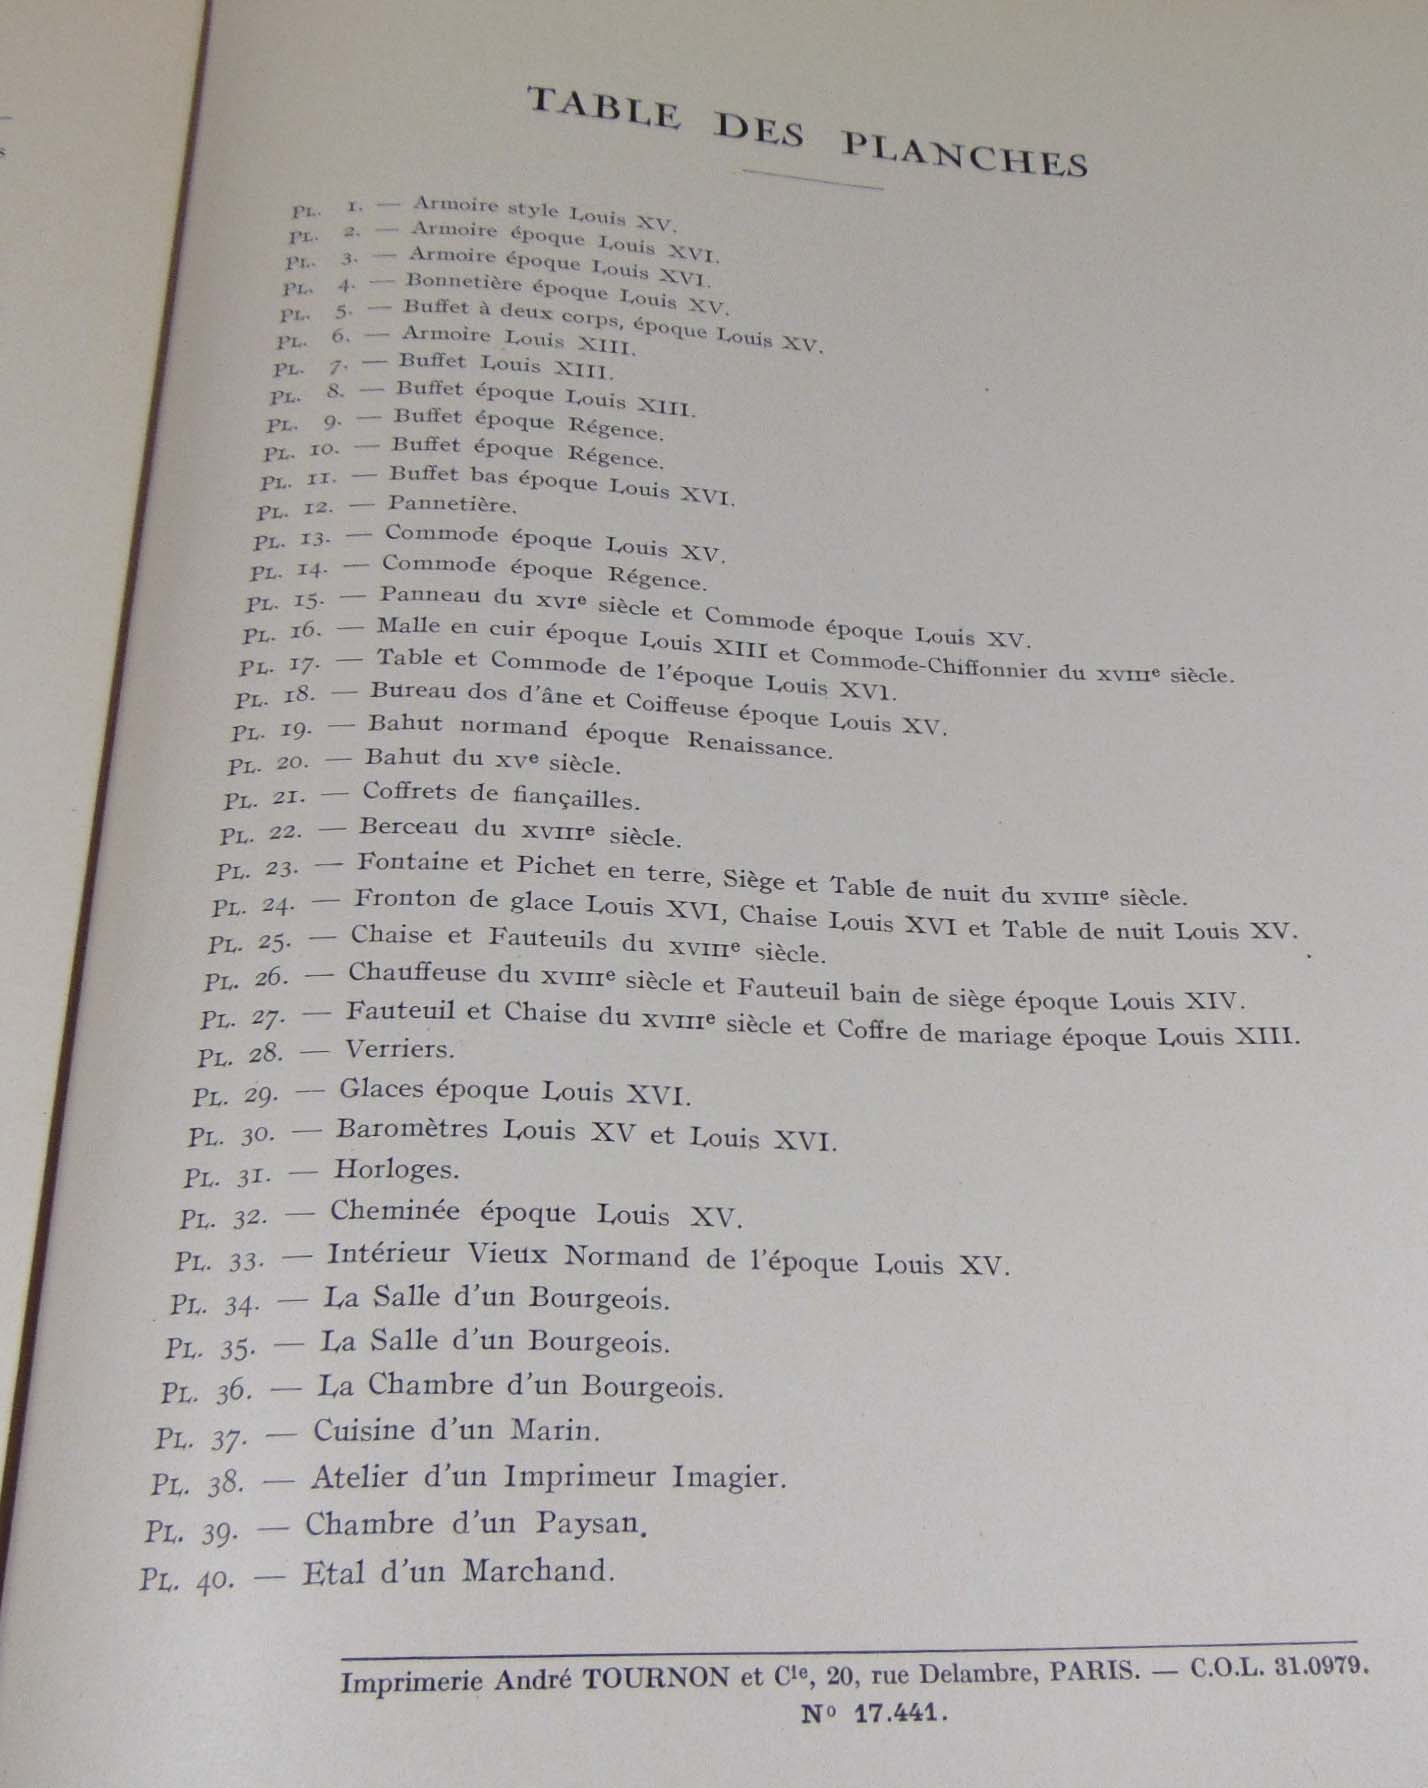 TABLE DES PLANCHES
PL. 1. — Armoire style Louis XV.
PL. 2. — Armoire époque Louis XVI.
PL. 3. — Armoire époque Louis XVI.
PL. 4. — Bonnetière époque Louis XV.
PL. 5. — Buffet à deux corps, époque Louis XV.
PL. 6. — Armoire Louis XIII.
PL. 7. — Buffet Louis XIII.
PL. 8. — Buffet époque Louis XIII.
PL. 9. — Buffet époque Régence.
PL. 10. — Buffet époque Régence.
PL. 11. — Buffet bas époque Louis XVI.
PL. 12. — Pannetière.
PL. 13. — Commode époque Louis XV.
PL. 14. — Commode époque Régence.
PL. 15. — Panneau du XVIe siècle et Commode époque Louis XV.
PL. 16. — Malle en cuir époque Louis XIII et Commode-Chiffonnier du XVIIIe siècle.
PL. 17. — Table et Commode de l'époque Louis XVI.
PL. 18. — Bureau dos d'âne et Coiffeuse époque Louis XV.
PL. 19. — Bahut normand époque Renaissance.
PL. 20. — Bahut du XVe siècle.
PL. 21. — Coffrets de fiançailles.
PL. 22. — Berceau du XVIIIe siècle.
PL. 23. — Fontaine et Pichet en terre, Siège et Table de nuit du XVIIIe siècle.
PL. 24. — Fronton de glace Louis XVI, Chaise Louis XVI et Table de nuit Louis XV.
PL. 25. — Chaise et Fauteuils du XVIIIe siècle.
PL. 26. — Chauffeuse du XVIIIe siècle et Fauteuil bain de siège époque Louis XIV.
PL. 27. — Fauteuil et Chaise du XVIIIe siècle et Coffre de mariage époque Louis XIII.
PL. 28. — Verriers.
PL. 29. — Glaces époque Louis XVI.
PL. 30. — Baromètres Louis XV et Louis XVI.
PL. 31. — Horloges.
PL. 32. — Cheminée époque Louis XV.
PL. 33. — Intérieur Vieux Normand de l'époque Louis XV.
PL. 34. — La Salle d'un Bourgeois.
PL. 35. — La Salle d'un Bourgeois.
PL. 36. — La Chambre d'un Bourgeois.
PL. 37. — Cuisine d'un Marin.
PL. 38. — Atelier d'un Imprimeur Imagier.
PL. 39. — Chambre d'un Paysan.
PL. 40. — Etal d'un Marchand.
Imprimerie André TOURNON et Cie, 20, rue Delambre, PARIS. — C.O.L. 31.0979.
No 17.441.